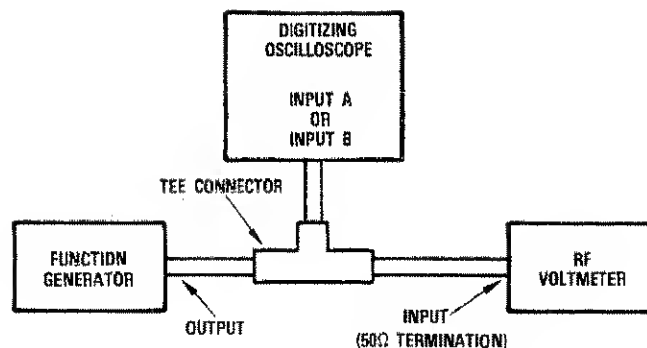 DIGITIZING
OSCILLOSCOPE
INPUT A
OR
INPUT B
TEE CONNECTOR
FUNCTION
GENERATOR
RF
VOLTMETER
OUTPUT
INPUT
(50Ω TERMINATION)